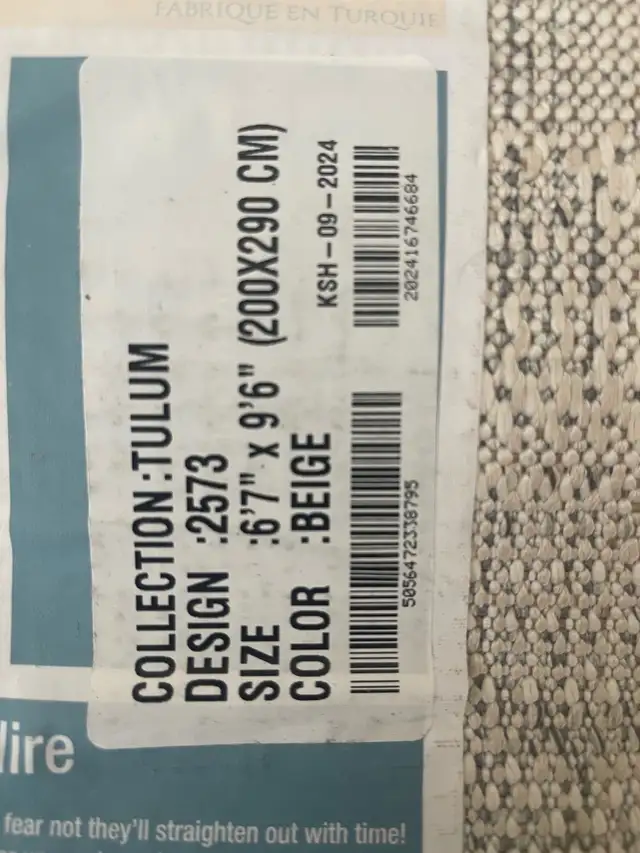 FABRIQUE EN TURQUIE
COLLECTION :TULUM
DESIGN :2573
SIZE :6'7" x 9'6" (200X290 CM)
COLOR :BEIGE
KSH-09-2024
5056472338795
202416746684
fear not they'll straighten out with time!